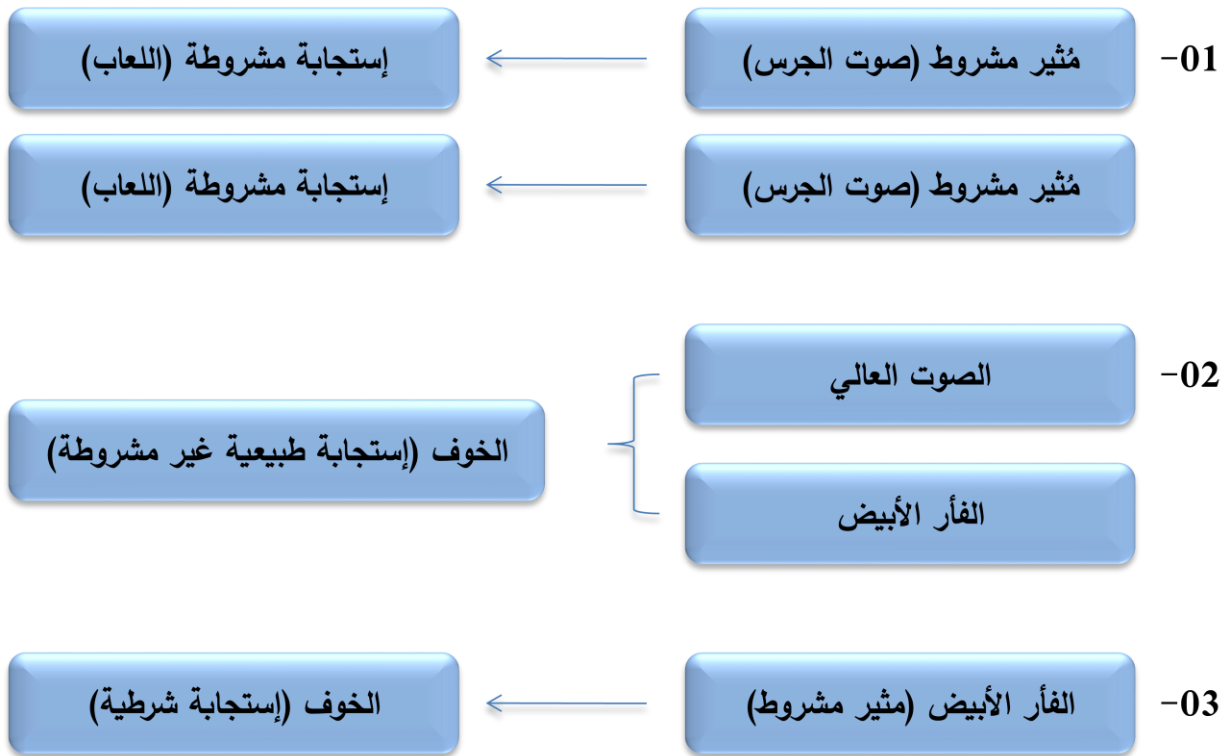 01- مُثير مشروط (صوت الجرس) إستجابة مشروطة (اللعاب)
مُثير مشروط (صوت الجرس) إستجابة مشروطة (اللعاب)
02- الصوت العالي
الخوف (إستجابة طبيعية غير مشروطة)
الفأر الأبيض
03- الفأر الأبيض (مثير مشروط) الخوف (إستجابة شرطية)